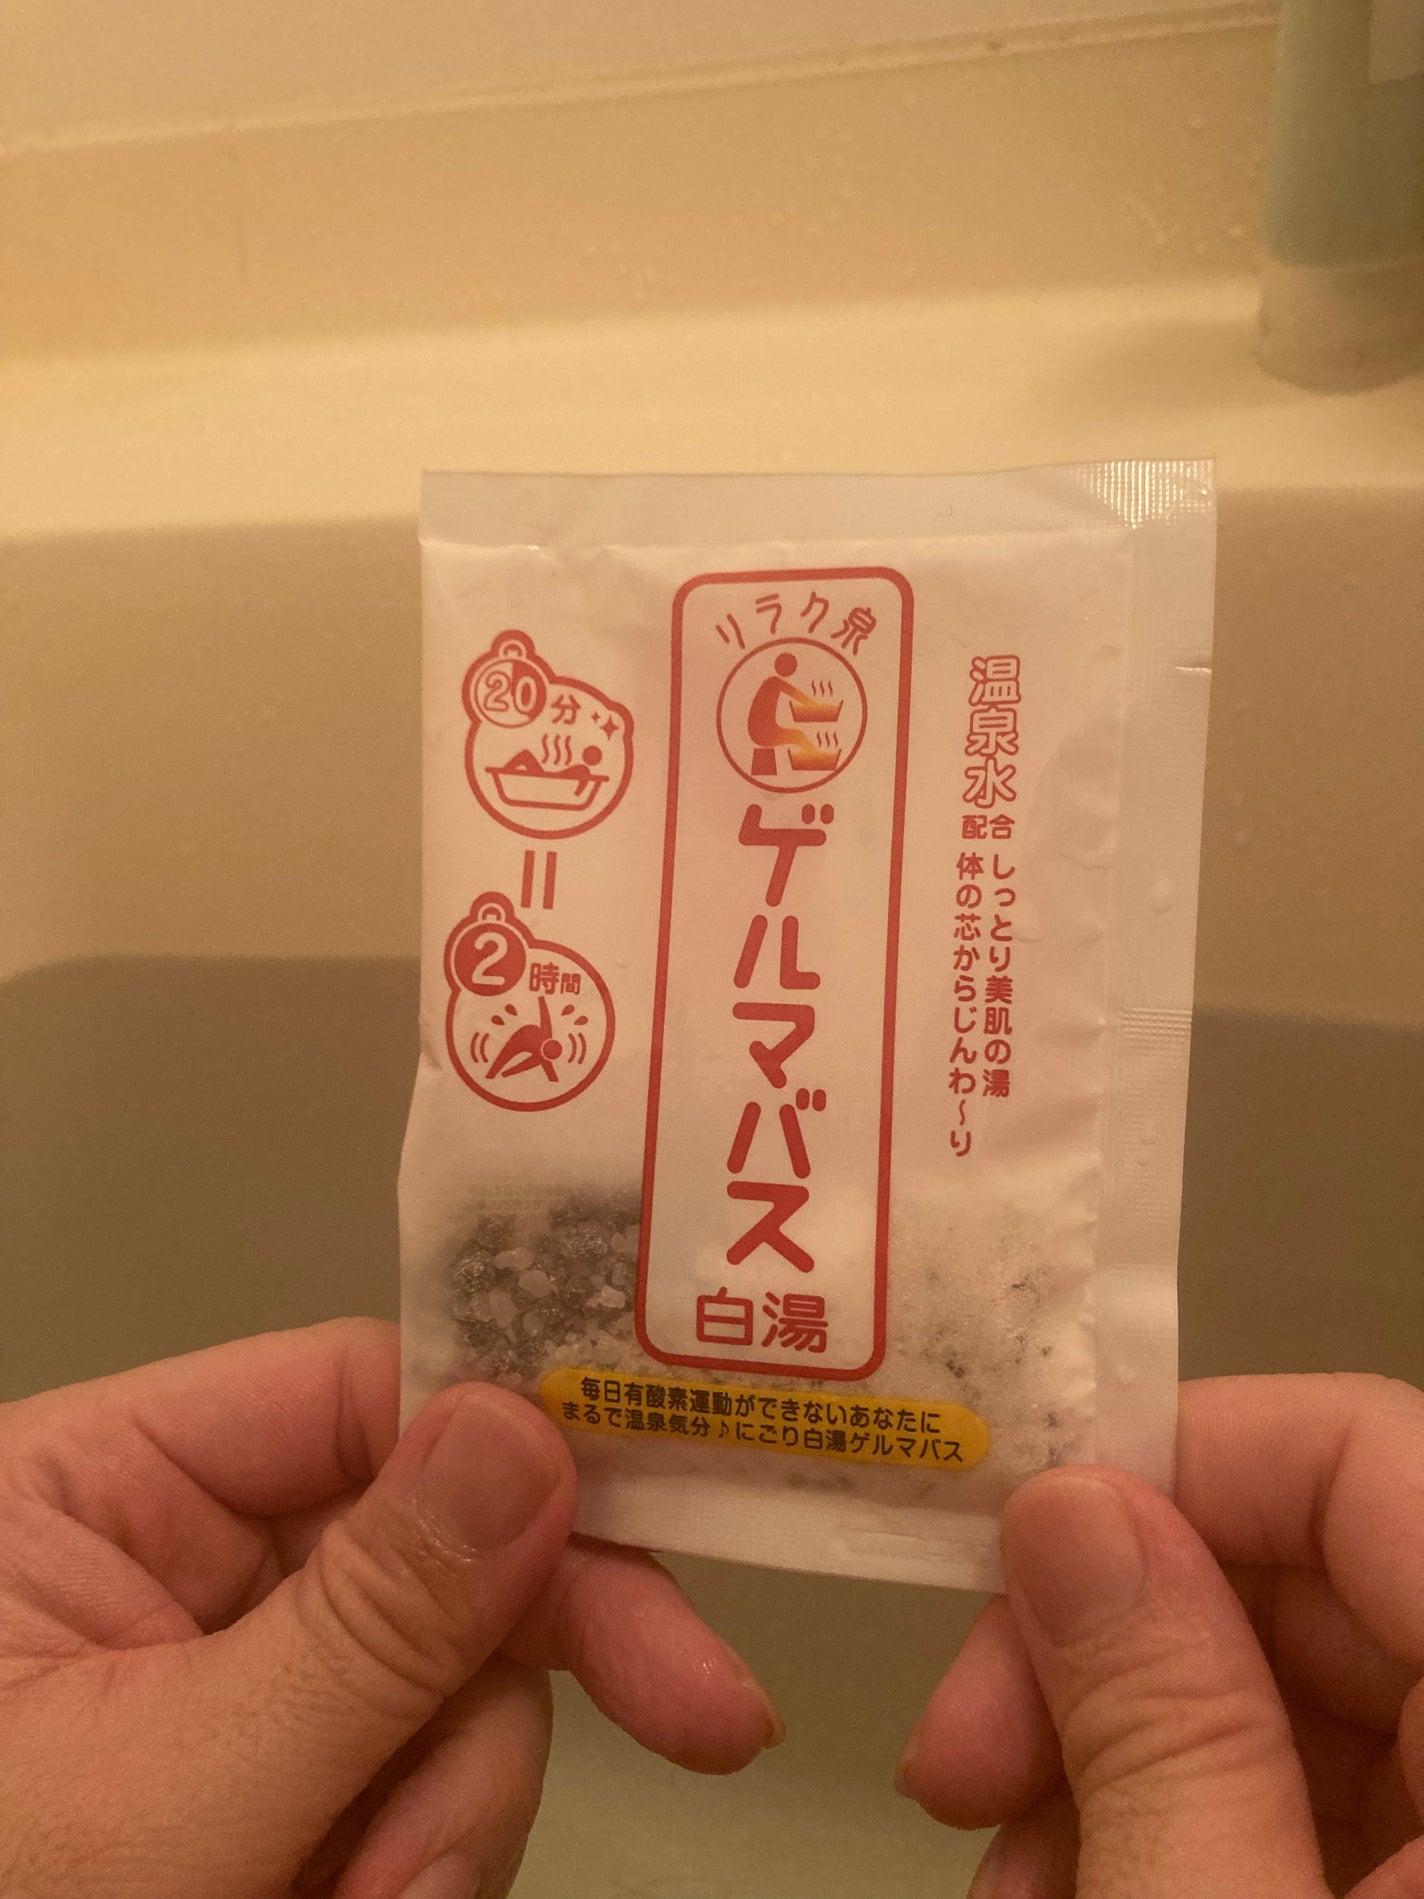 リラク泉
ゲルマバス
白湯
温泉水
配合
しっとり美肌の湯
体の芯からじんわ〜り
20分
=
2時間
毎日有酸素運動ができないあなたに
まるで温泉気分♪にごり白湯ゲルマバス